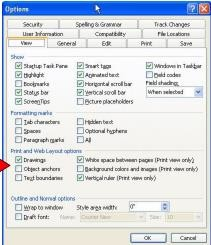 Options
Security Spelling & Grammar Track Changes
User Information Compatibility File Locations
View General Edit Print Save
Show
Startup Task Pane Smart tags Windows in Taskbar
Highlight Animated text Field codes
Bookmarks Horizontal scroll bar Field shading:
Status bar Vertical scroll bar When selected
ScreenTips Picture placeholders
Formatting marks
Tab characters Hidden text
Spaces Optional hyphens
Paragraph marks All
Print and Web Layout options
Drawings White space between pages (Print view only)
Object anchors Background colors and images (Print view only)
Text boundaries Vertical ruler (Print view only)
Outline and Normal options
Wrap to window Style area width: 0"
Draft font: Name: Courier New Size: 10
OK Cancel